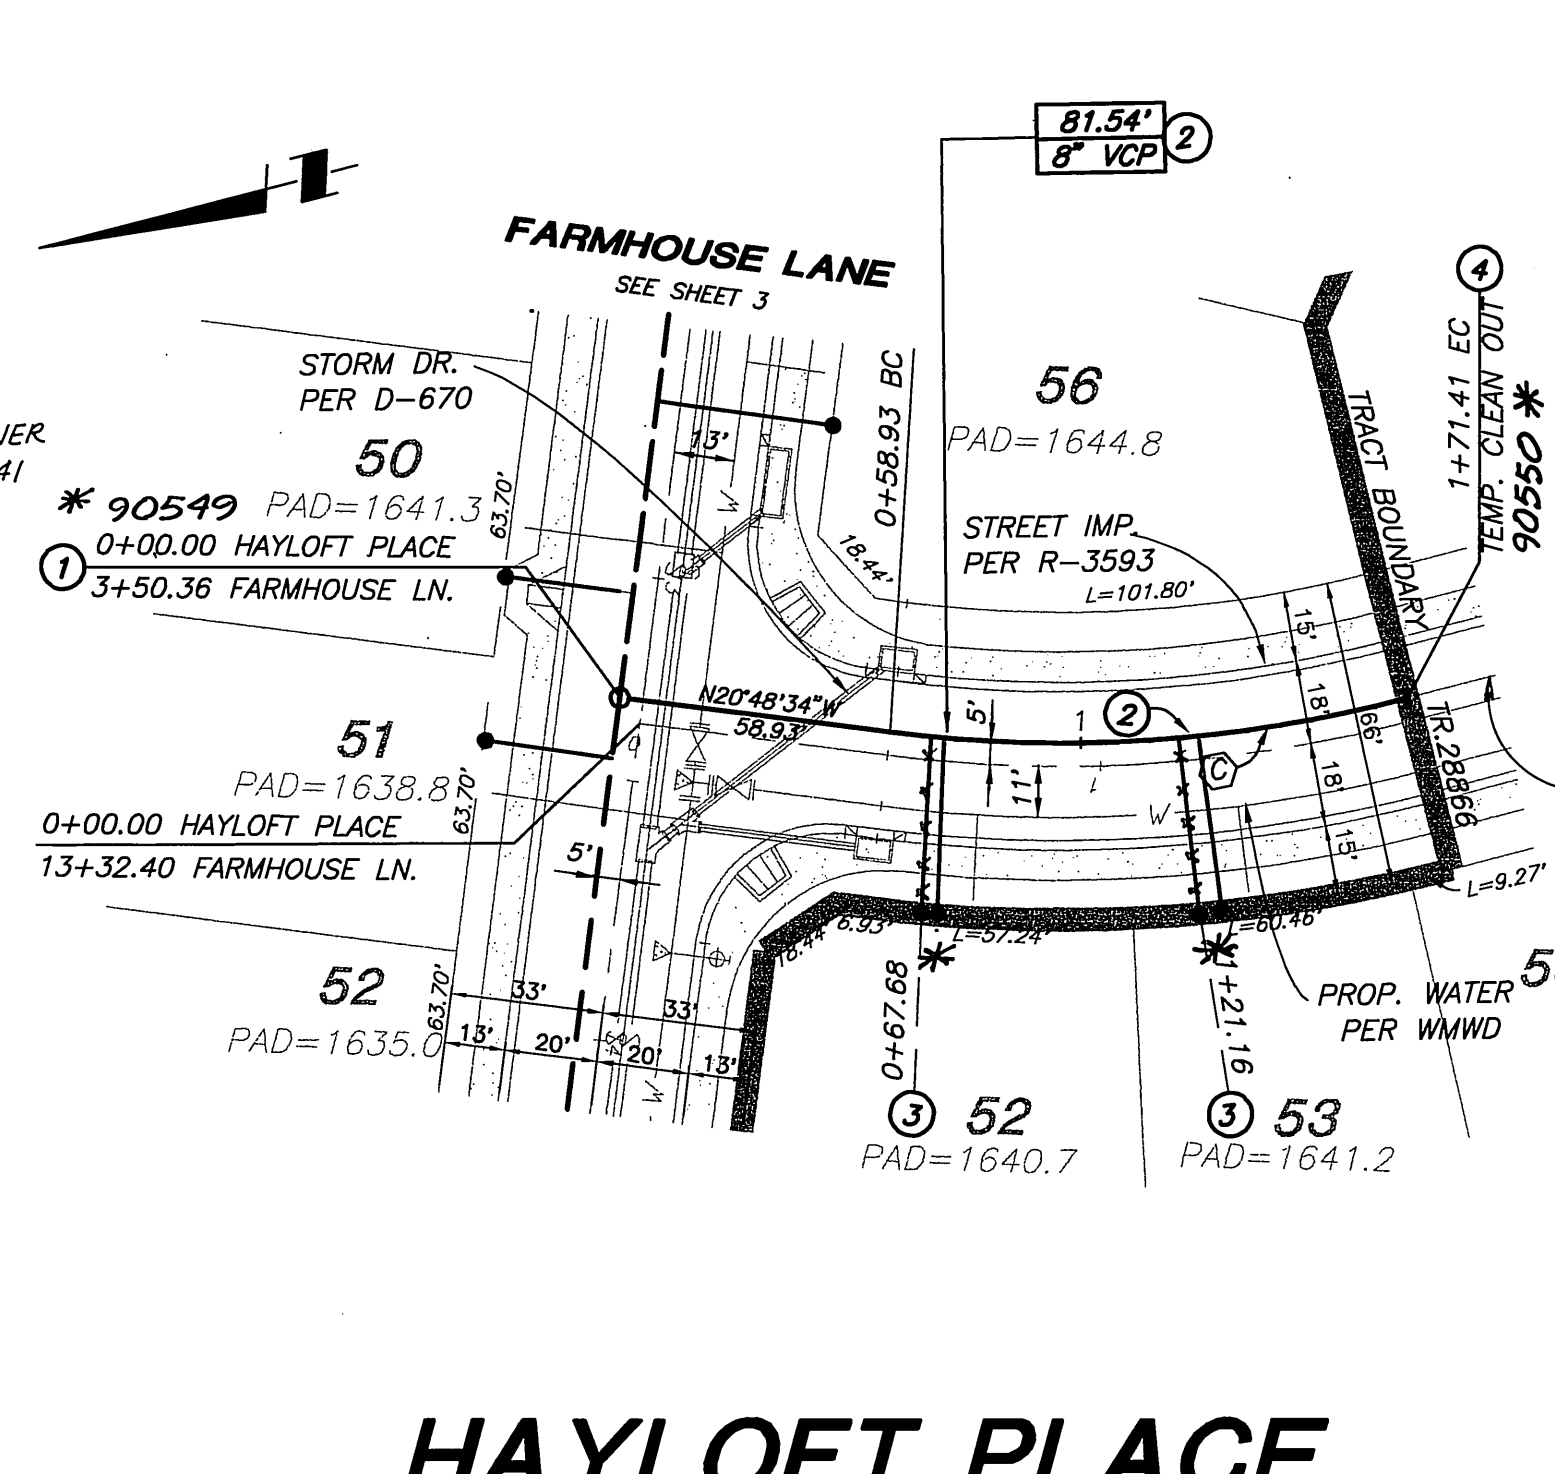 81.54'
8" VCP
2
FARMHOUSE LANE
SEE SHEET 3
4
1+71.41 EC
TEMP. CLEAN OUT
90550 *
STORM DR.
PER D-670
0+58.93 BC
56
PAD=1644.8
TRACT BOUNDARY
50
* 90549
PAD=1641.3
63.70'
13'
W
18.44'
STREET IMP.
PER R-3593
L=101.80'
1
0+00.00 HAYLOFT PLACE
3+50.36 FARMHOUSE LN.
15'
18'
66'
18'
15'
N20°48'34"W
58.93'
5'
1
2
TR.28866
51
PAD=1638.8
63.70'
C
11'
W
0+00.00 HAYLOFT PLACE
13+32.40 FARMHOUSE LN.
5'
L=9.27'
18.44'
6.93'
L=57.24'
L=60.46'
*
*
52
PAD=1635.0
63.70'
33'
33'
13'
20'
20'
13'
W
0+67.68
1+21.16
PROP. WATER
PER WMWD
3
52
PAD=1640.7
3
53
PAD=1641.2
HAYLOFT PLACE